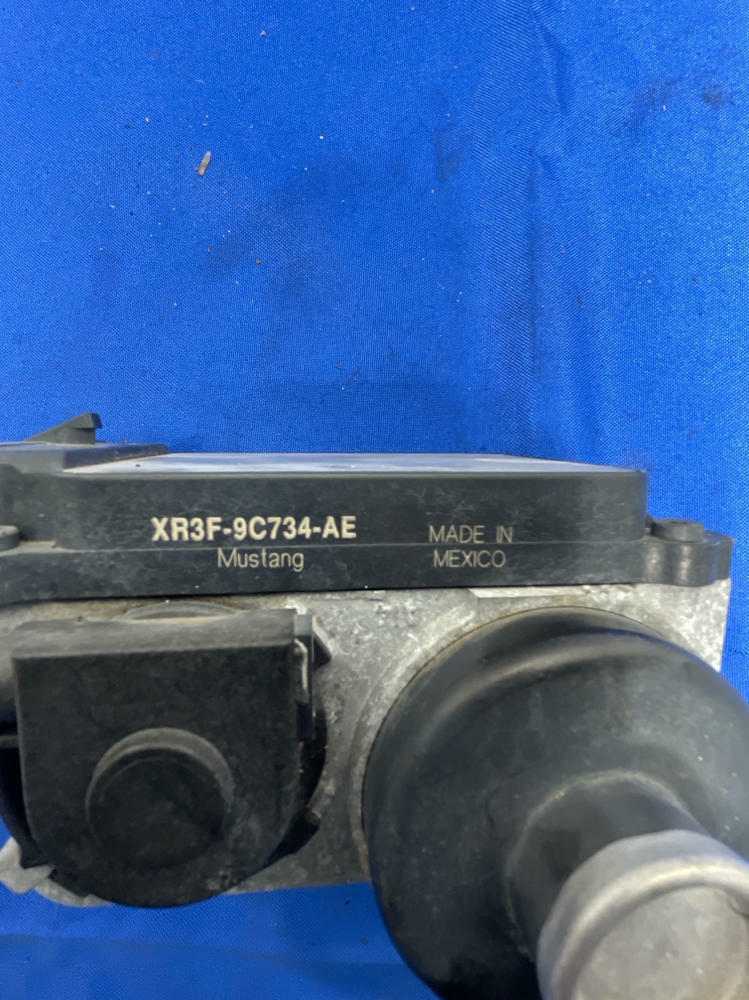 XR3F-9C734-AE
Mustang
MADE IN
MEXICO